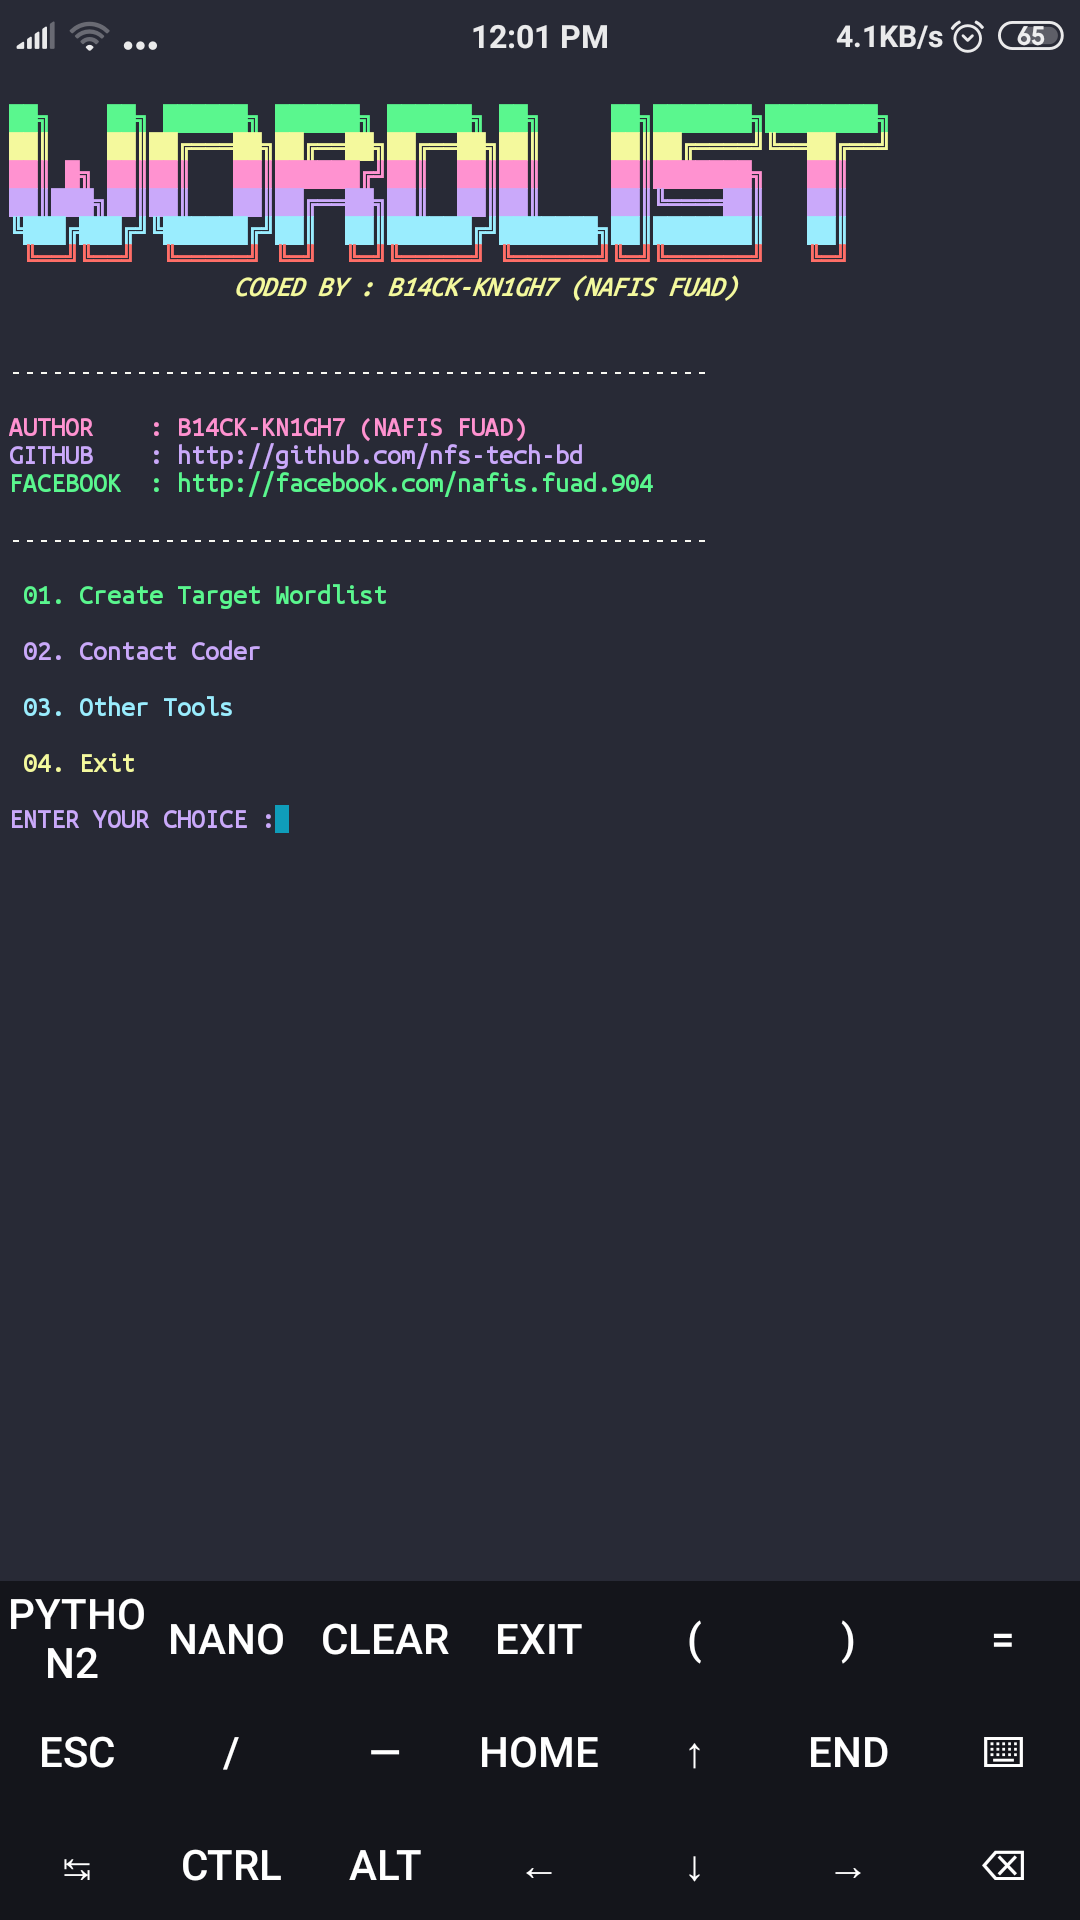 12:01 PM
4.1KB/s
65
WORDLIST
CODED BY : B14CK-KN1GH7 (NAFIS FUAD)
--------------------------------------------------
AUTHOR    : B14CK-KN1GH7 (NAFIS FUAD)
GITHUB    : http://github.com/nfs-tech-bd
FACEBOOK  : http://facebook.com/nafis.fuad.904
--------------------------------------------------
01. Create Target Wordlist
02. Contact Coder
03. Other Tools
04. Exit
ENTER YOUR CHOICE :
PYTHON2 NANO CLEAR EXIT ( ) =
ESC / — HOME ↑ END
↹ CTRL ALT ← ↓ →